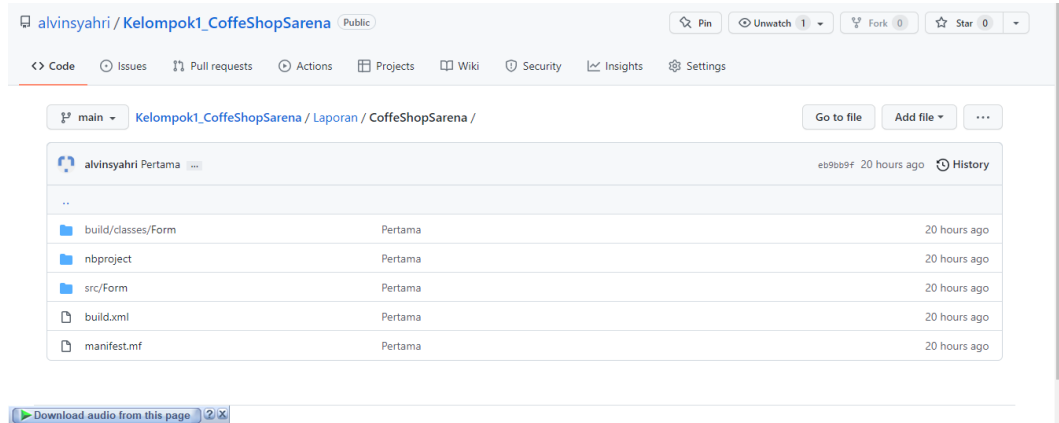 alvinsyahri / Kelompok1_CoffeShopSarena Public Pin Unwatch 1 Fork 0 Star 0
Code Issues Pull requests Actions Projects Wiki Security Insights Settings
main Kelompok1_CoffeShopSarena / Laporan / CoffeShopSarena / Go to file Add file ...
alvinsyahri Pertama ... eb9bb9f 20 hours ago History
..
build/classes/Form Pertama 20 hours ago
nbproject Pertama 20 hours ago
src/Form Pertama 20 hours ago
build.xml Pertama 20 hours ago
manifest.mf Pertama 20 hours ago
Download audio from this page ? X